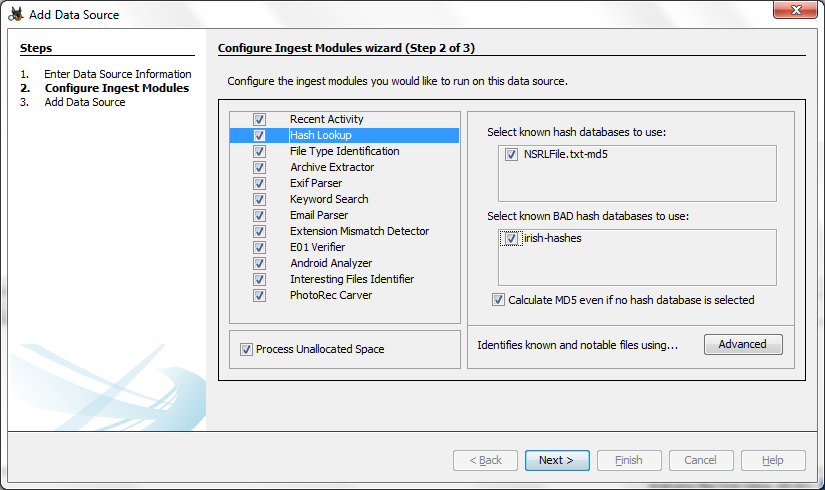 Add Data Source
Steps
1. Enter Data Source Information
2. Configure Ingest Modules
3. Add Data Source
Configure Ingest Modules wizard (Step 2 of 3)
Configure the ingest modules you would like to run on this data source.
Recent Activity
Hash Lookup
File Type Identification
Archive Extractor
Exif Parser
Keyword Search
Email Parser
Extension Mismatch Detector
E01 Verifier
Android Analyzer
Interesting Files Identifier
PhotoRec Carver
Process Unallocated Space
Select known hash databases to use:
NSRLFile.txt-md5
Select known BAD hash databases to use:
irish-hashes
Calculate MD5 even if no hash database is selected
Identifies known and notable files using...
Advanced
< Back
Next >
Finish
Cancel
Help